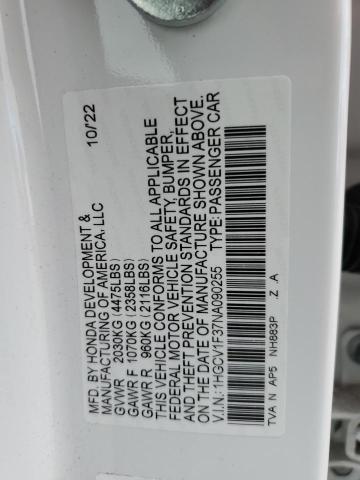 MFD. BY HONDA DEVELOPMENT & 10/'22
MANUFACTURING OF AMERICA, LLC
GVWR 2030KG (4475LBS)
GAWR F 1070KG (2358LBS)
GAWR R 960KG (2116LBS)
THIS VEHICLE CONFORMS TO ALL APPLICABLE
FEDERAL MOTOR VEHICLE SAFETY, BUMPER,
AND THEFT PREVENTION STANDARDS IN EFFECT
ON THE DATE OF MANUFACTURE SHOWN ABOVE.
V.I.N.: 1HGCV1F37NA090255 TYPE: PASSENGER CAR
TVA N AP5 NH883P .Z .A